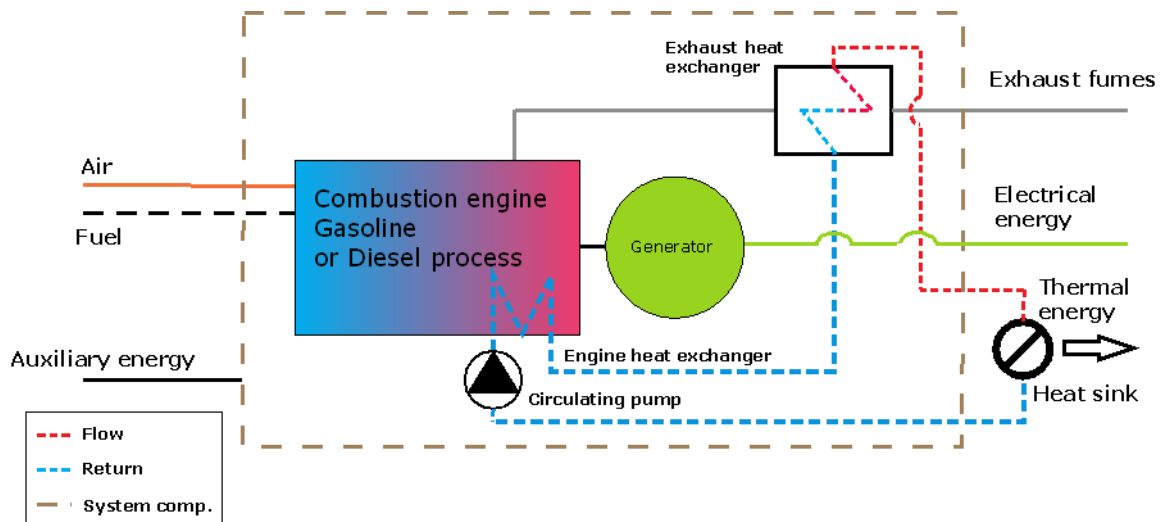 Exhaust heat
exchanger
Exhaust fumes
Air
Combustion engine
Gasoline
or Diesel process
Fuel
Generator
Electrical
energy
Thermal
energy
Auxiliary energy
Engine heat exchanger
Circulating pump
Heat sink
Flow
Return
System comp.